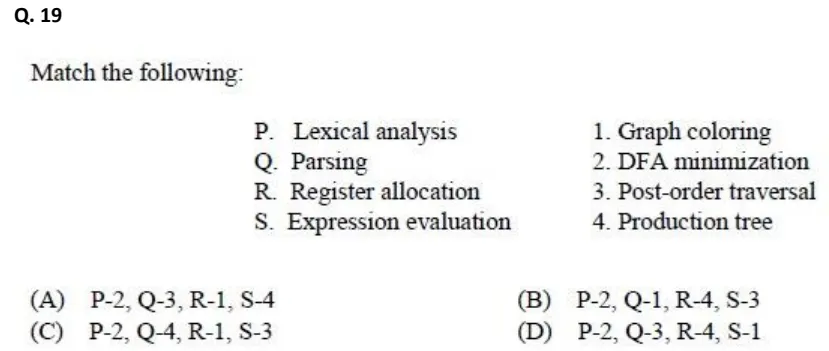 Q. 19
Match the following:
P. Lexical analysis 1. Graph coloring
Q. Parsing 2. DFA minimization
R. Register allocation 3. Post-order traversal
S. Expression evaluation 4. Production tree
(A) P-2, Q-3, R-1, S-4 (B) P-2, Q-1, R-4, S-3
(C) P-2, Q-4, R-1, S-3 (D) P-2, Q-3, R-4, S-1